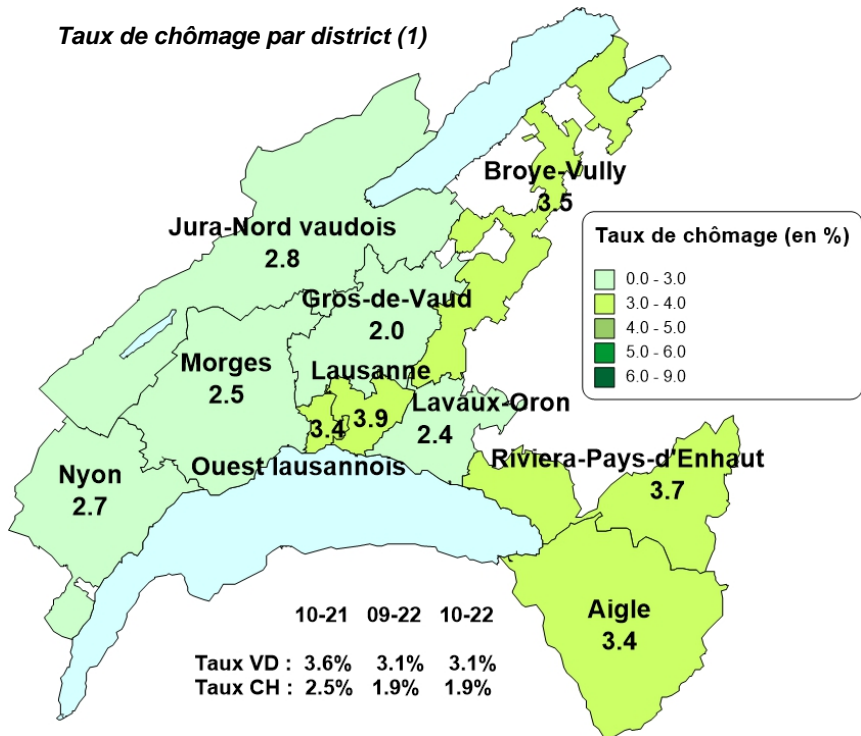 Taux de chômage par district (1)
Broye-Vully
3.5
Jura-Nord vaudois
2.8
Taux de chômage (en %)
0.0 - 3.0
3.0 - 4.0
4.0 - 5.0
5.0 - 6.0
6.0 - 9.0
Gros-de-Vaud
2.0
Morges
2.5
Lausanne
3.9
3.4
Ouest lausannois
Lavaux-Oron
2.4
Riviera-Pays-d'Enhaut
3.7
Nyon
2.7
Aigle
3.4
10-21 09-22 10-22
Taux VD : 3.6% 3.1% 3.1%
Taux CH : 2.5% 1.9% 1.9%